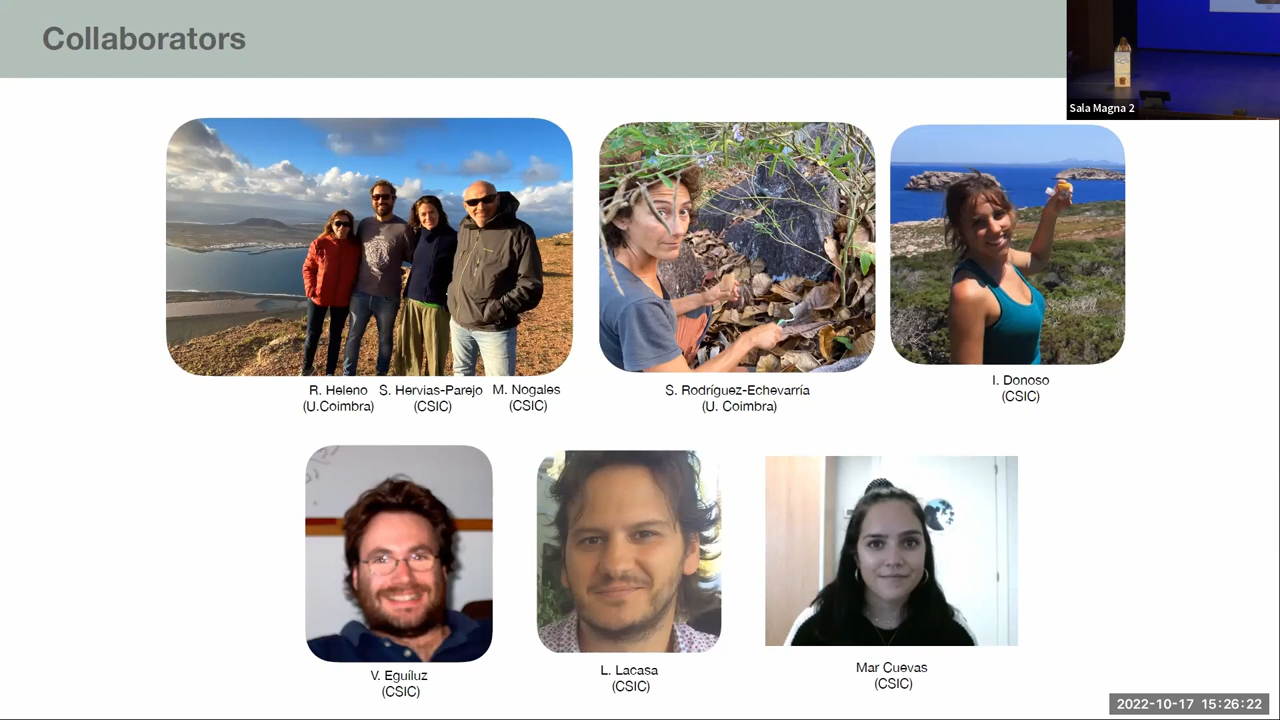 Collaborators
Sala Magna 2
R. Heleno S. Hervias-Parejo M. Nogales
(U.Coimbra) (CSIC) (CSIC)
S. Rodríguez-Echevarría
(U. Coimbra)
I. Donoso
(CSIC)
V. Eguíluz
(CSIC)
L. Lacasa
(CSIC)
Mar Cuevas
(CSIC)
2022-10-17 15:26:22